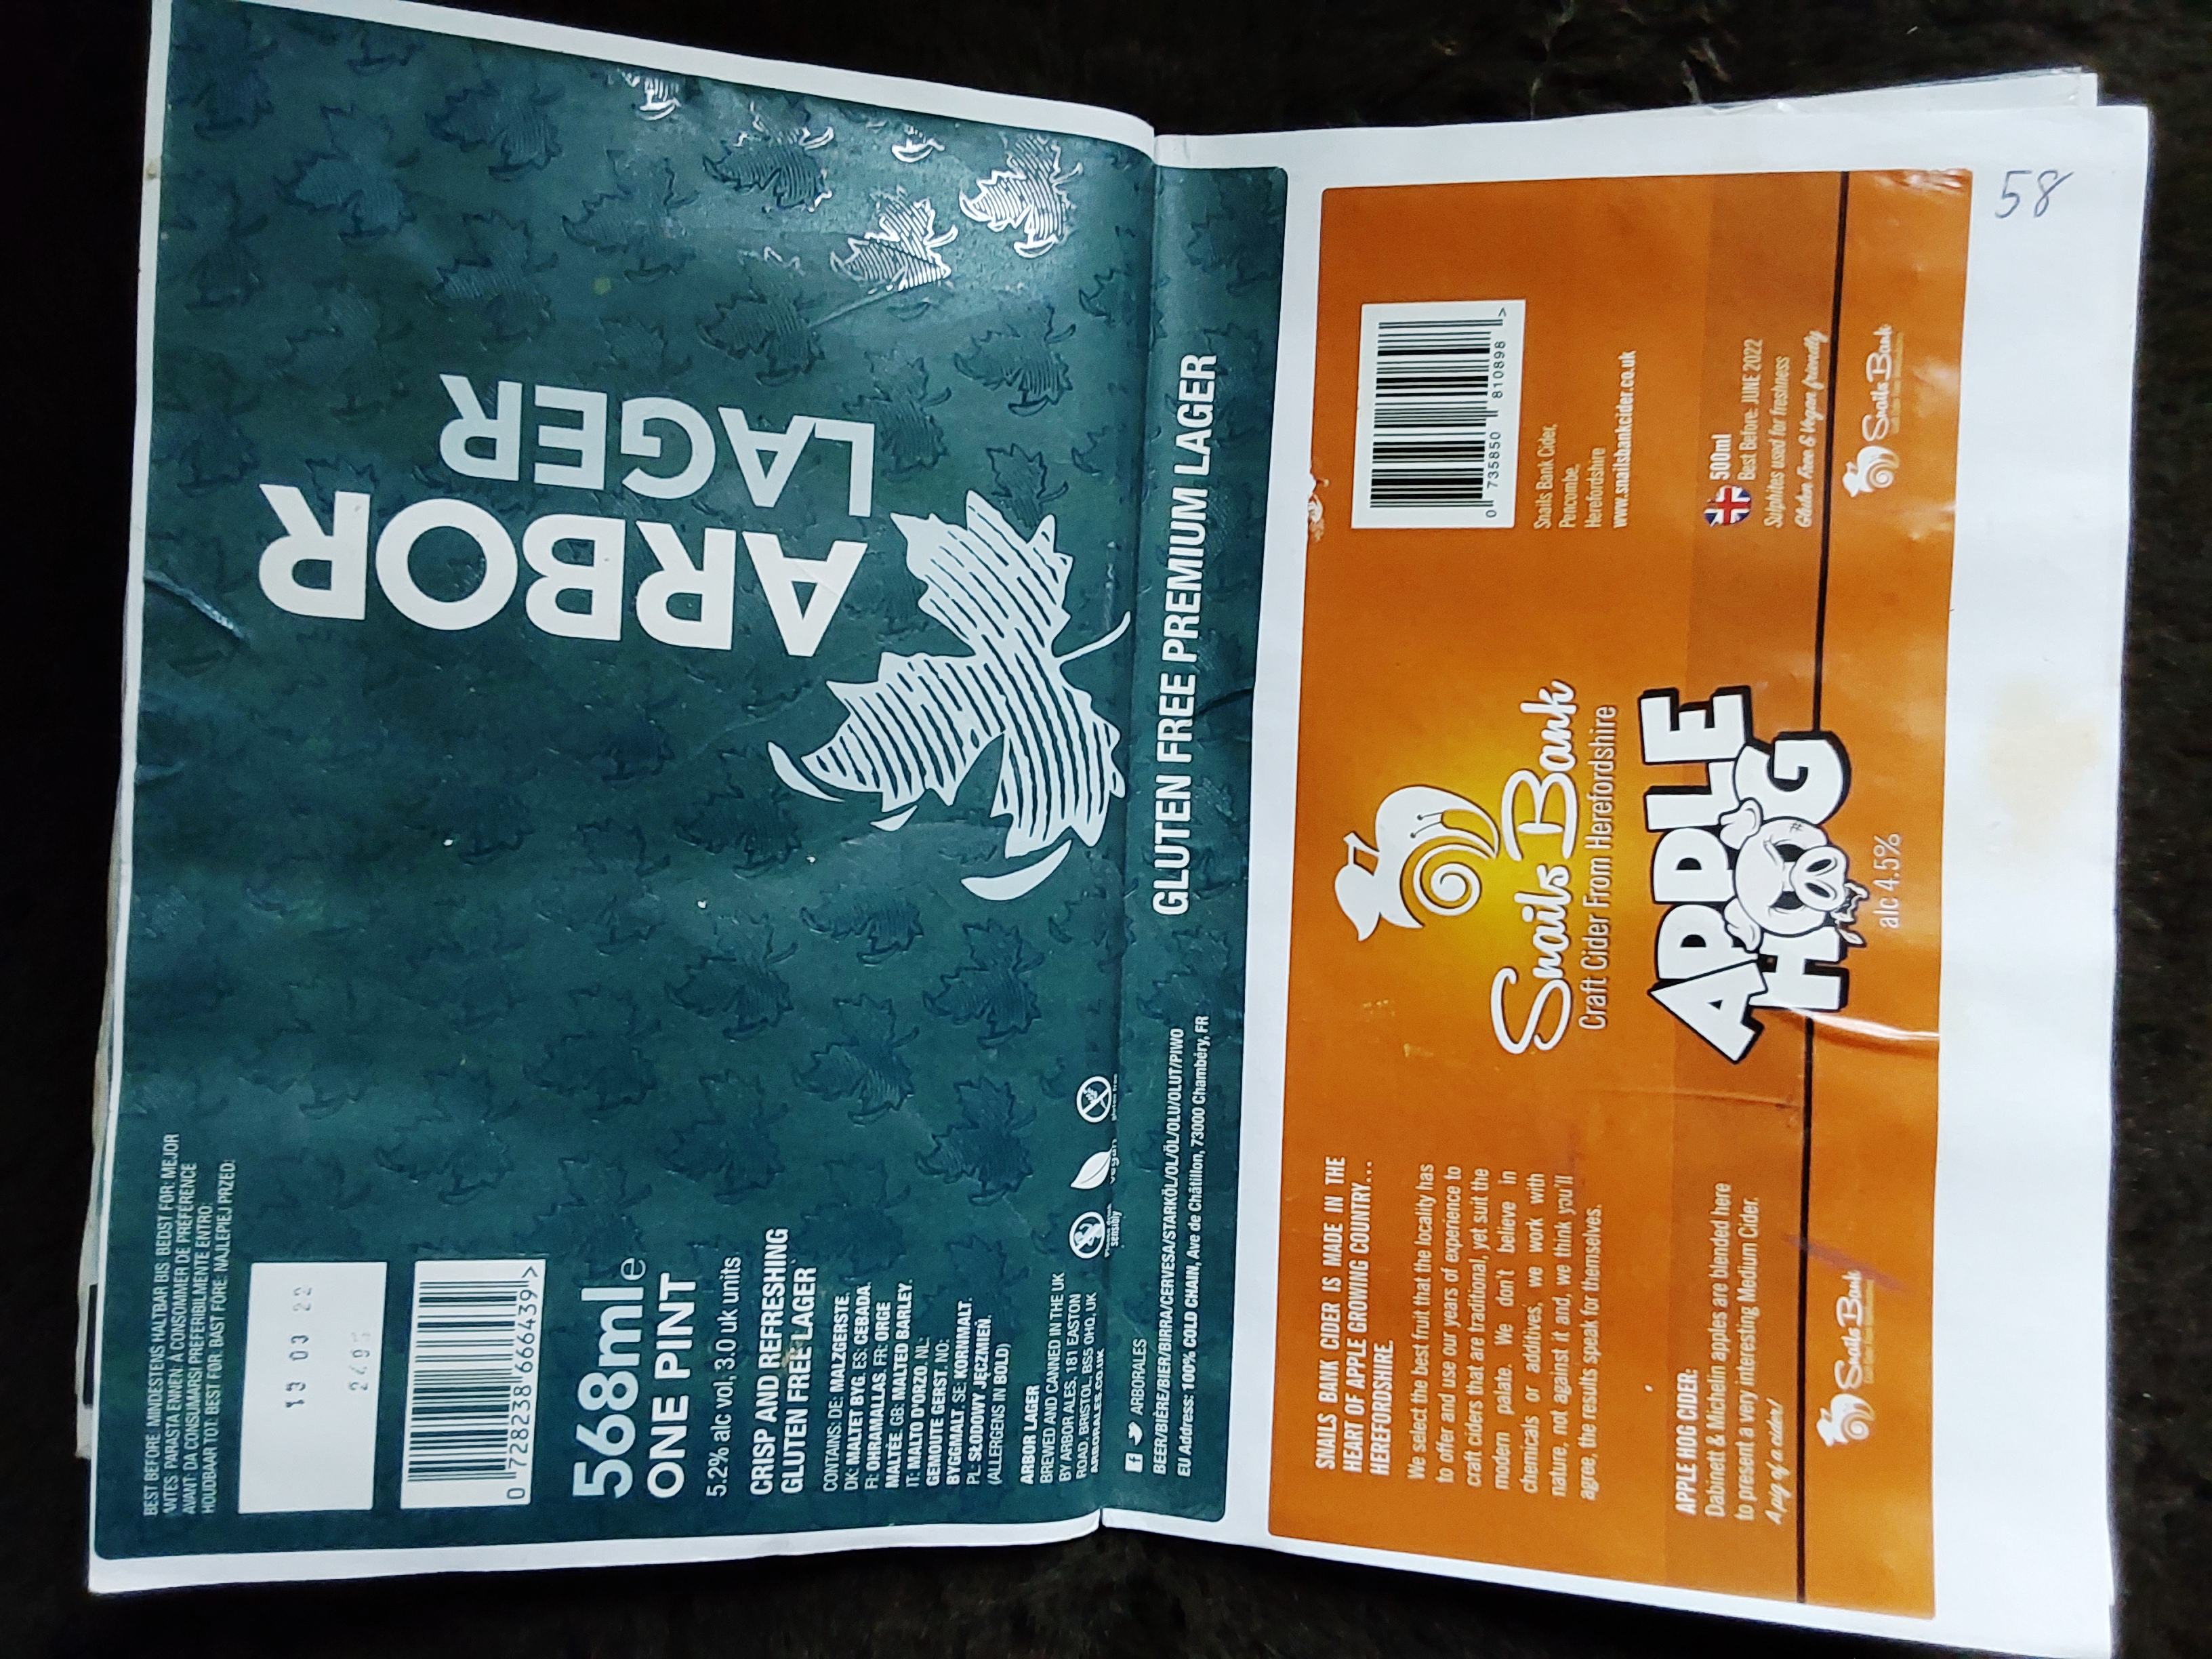 BEST BEFORE: MINDESTENS HALTBAR BIS: BEDST FØR: MEJOR
ANTES: PARASTA ENNEN: À CONSOMMER DE PRÉFÉRENCE
AVANT: DA CONSUMARSI PREFERIBILMENTE ENTRO:
HOUDBAAR TOT: BEST FØR: BÄST FÖRE: NAJLEPIEJ PRZED:
13 03 22
0 728238 666439 >
568ml e
ONE PINT
5.2% alc vol, 3.0 uk units
CRISP AND REFRESHING
GLUTEN FREE LAGER
CONTAINS: DE: MALZGERSTE.
DK: MALTET BYG. ES: CEBADA.
FI: OHRAMALLAS. FR: ORGE
MALTÉE. GB: MALTED BARLEY.
IT: MALTO D'ORZO. NL:
GEMOUTE GERST. NO:
BYGGMALT. SE: KORNMALT.
PL: SŁODOWY JĘCZMIEŃ.
(ALLERGENS IN BOLD)
ARBOR LAGER
BREWED AND CANNED IN THE UK
BY ARBOR ALES, 181 EASTON
ROAD, BRISTOL, BS5 0HQ, UK
ARBORALES.CO.UK
sensibly
vegan
ARBORALES
BEER/BIÈRE/BIER/BIRRA/CERVESA/STARKÖL/OL/ÖL/OLU/OLUT/PIWO
EU Address: 100% COLD CHAIN, Ave de Châtillon, 73000 Chambéry, FR
ARBOR
LAGER
GLUTEN FREE PREMIUM LAGER
SNAILS BANK CIDER IS MADE IN THE
HEART OF APPLE GROWING COUNTRY...
HEREFORDSHIRE.
We select the best fruit that the locality has
to offer and use our years of experience to
craft ciders that are traditional, yet suit the
modern palate. We don't believe in
chemicals or additives, we work with
nature, not against it and, we think you'll
agree, the results speak for themselves.
APPLE HOG CIDER:
Dabinett & Michelin apples are blended here
to present a very interesting Medium Cider.
A pig of a cider!
Snails Bank
Snails Bank
Craft Cider From Herefordshire
APPLE
HOG
alc 4.5%
0 735850 810898 >
Snails Bank Cider,
Pencombe,
Herefordshire
www.snailsbankcider.co.uk
500ml
Best Before: JUNE 2022
Sulphites used for freshness
Gluten Free & Vegan friendly
Snails Bank
58